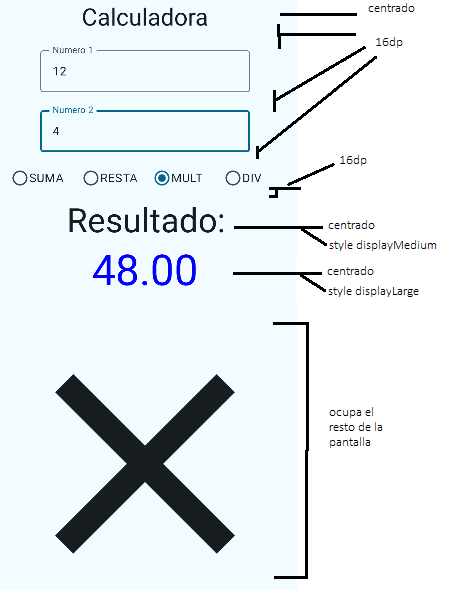 Calculadora
centrado
16dp
Numero 1
12
Numero 2
4
16dp
SUMA
RESTA
MULT
DIV
Resultado:
centrado
style displayMedium
48.00
centrado
style displayLarge
ocupa el
resto de la
pantalla